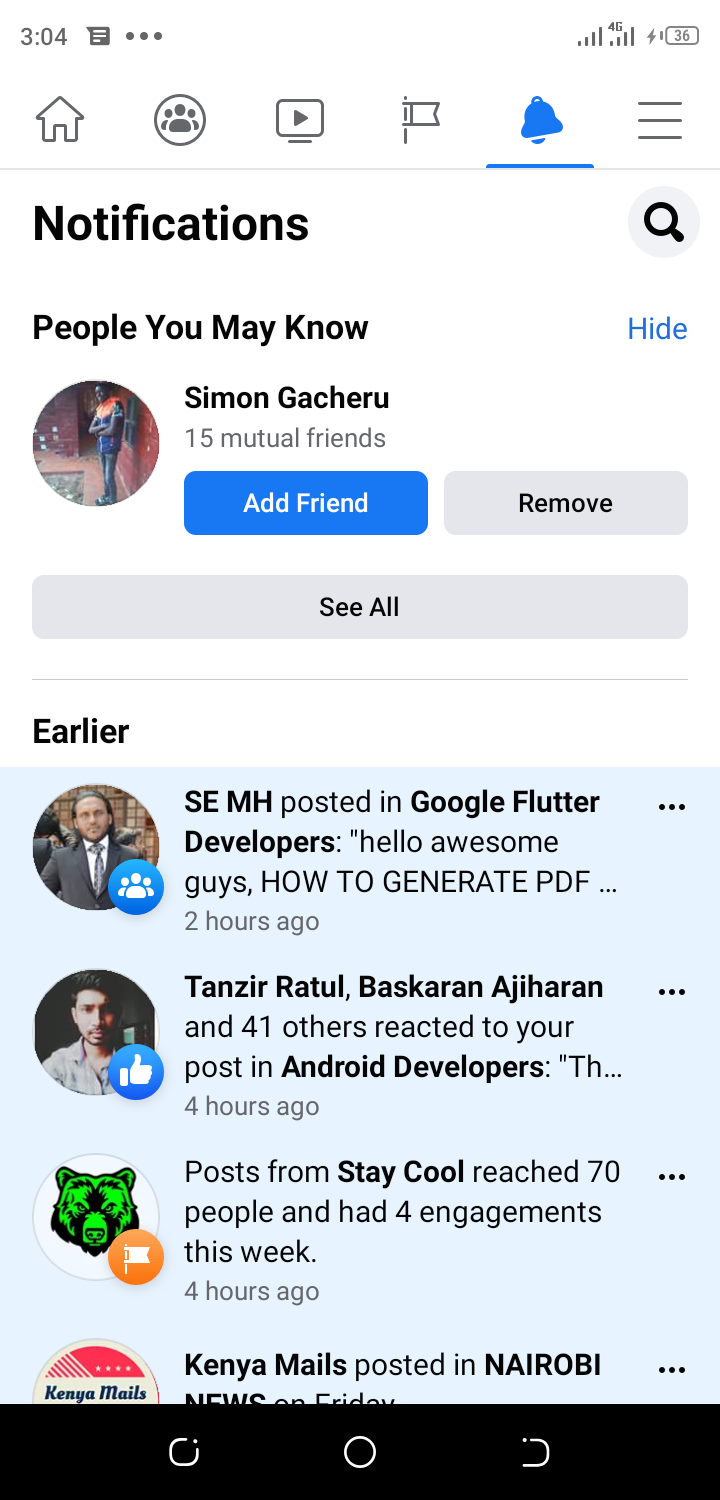 3:04
4G
36
Notifications
People You May Know
Hide
Simon Gacheru
15 mutual friends
Add Friend
Remove
See All
Earlier
SE MH posted in Google Flutter
Developers: "hello awesome
guys, HOW TO GENERATE PDF ...
2 hours ago
Tanzir Ratul, Baskaran Ajiharan
and 41 others reacted to your
post in Android Developers: "Th...
4 hours ago
Posts from Stay Cool reached 70
people and had 4 engagements
this week.
4 hours ago
Kenya Mails
Kenya Mails posted in NAIROBI
NEWS on Friday